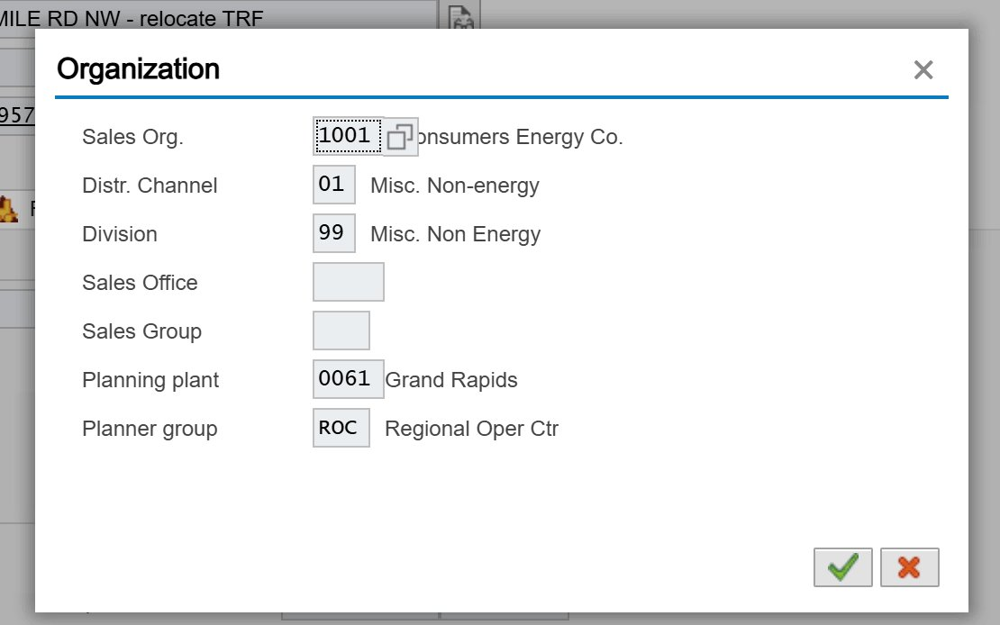 MILE RD NW - relocate TRF
Organization
957
Sales Org. 1001 onsumers Energy Co.
Distr. Channel 01 Misc. Non-energy
F
Division 99 Misc. Non Energy
Sales Office
Sales Group
Planning plant 0061 Grand Rapids
Planner group ROC Regional Oper Ctr